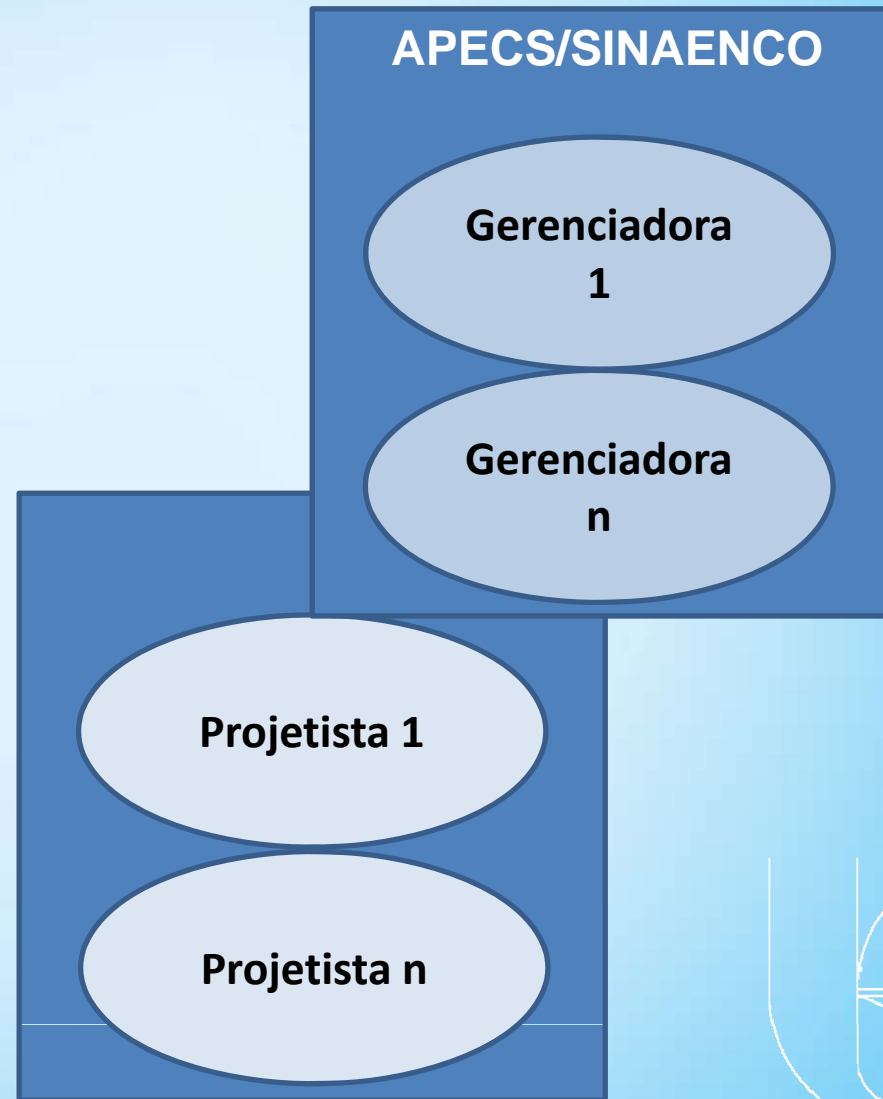 APECS/SINAENCO
Gerenciadora
1
Gerenciadora
n
Projetista 1
Projetista n